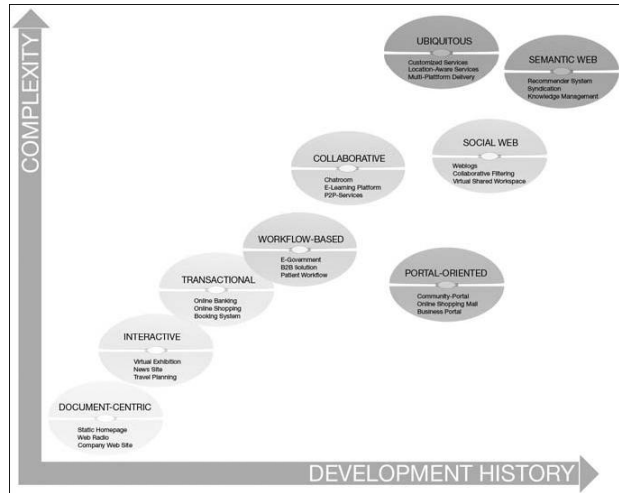 COMPLEXITY
UBIQUITOUS
Customized Services
Location-Aware Services
Multi-Plattform Delivery
SEMANTIC WEB
Recommender System
Syndication
Knowledge Management
COLLABORATIVE
Chatroom
E-Learning Platform
P2P-Services
SOCIAL WEB
Weblogs
Collaborative Filtering
Virtual Shared Workspace
WORKFLOW-BASED
E-Government
B2B Solution
Patient Workflow
PORTAL-ORIENTED
Community-Portal
Online Shopping Mall
Business Portal
TRANSACTIONAL
Online Banking
Online Shopping
Booking System
INTERACTIVE
Virtual Exhibition
News Site
Travel Planning
DOCUMENT-CENTRIC
Static Homepage
Web Radio
Company Web Site
DEVELOPMENT HISTORY